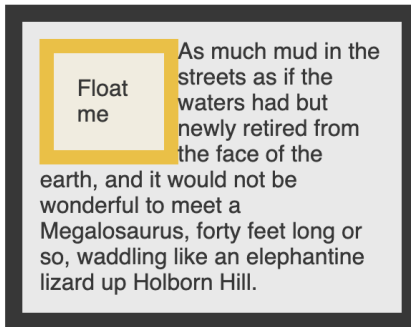 Float
me
As much mud in the
streets as if the
waters had but
newly retired from
the face of the
earth, and it would not be
wonderful to meet a
Megalosaurus, forty feet long or
so, waddling like an elephantine
lizard up Holborn Hill.